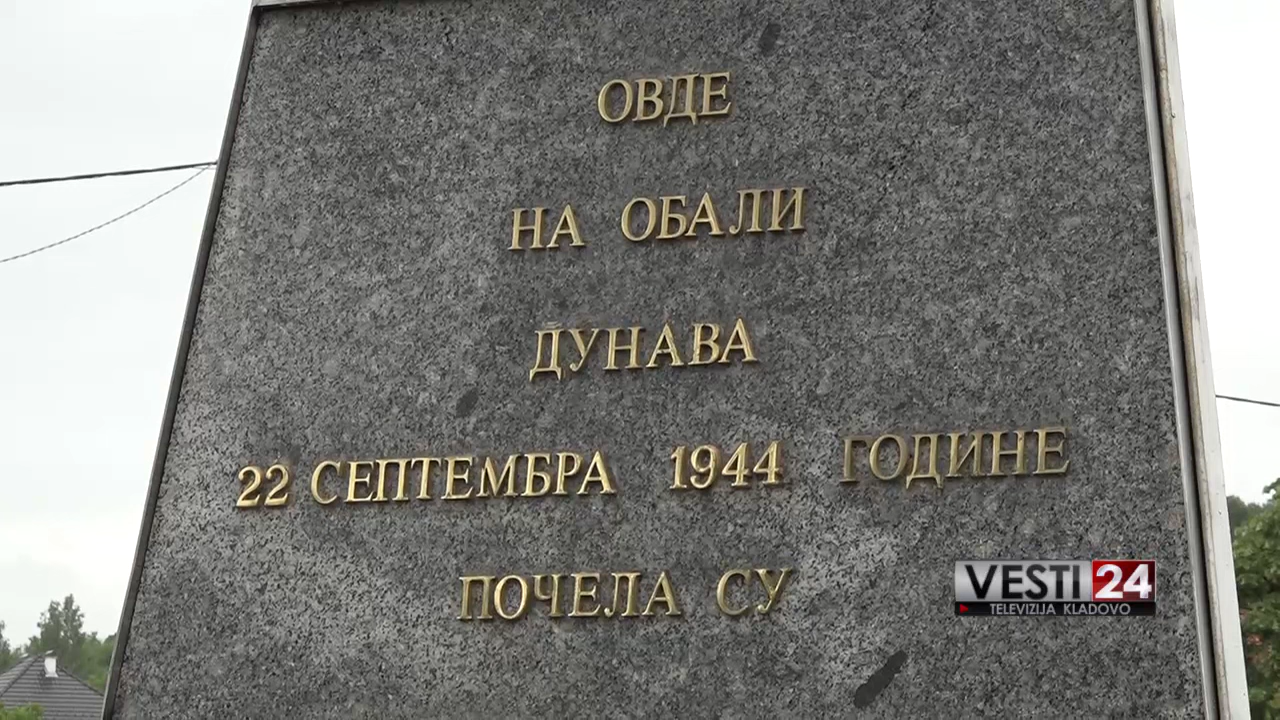 ОВДЕ
НА ОБАЛИ
ДУНАВА
22 СЕПТЕМБРА 1944 ГОДИНЕ
ПОЧЕЛА СУ
VESTI 24
TELEVIZIJA KLADOVO